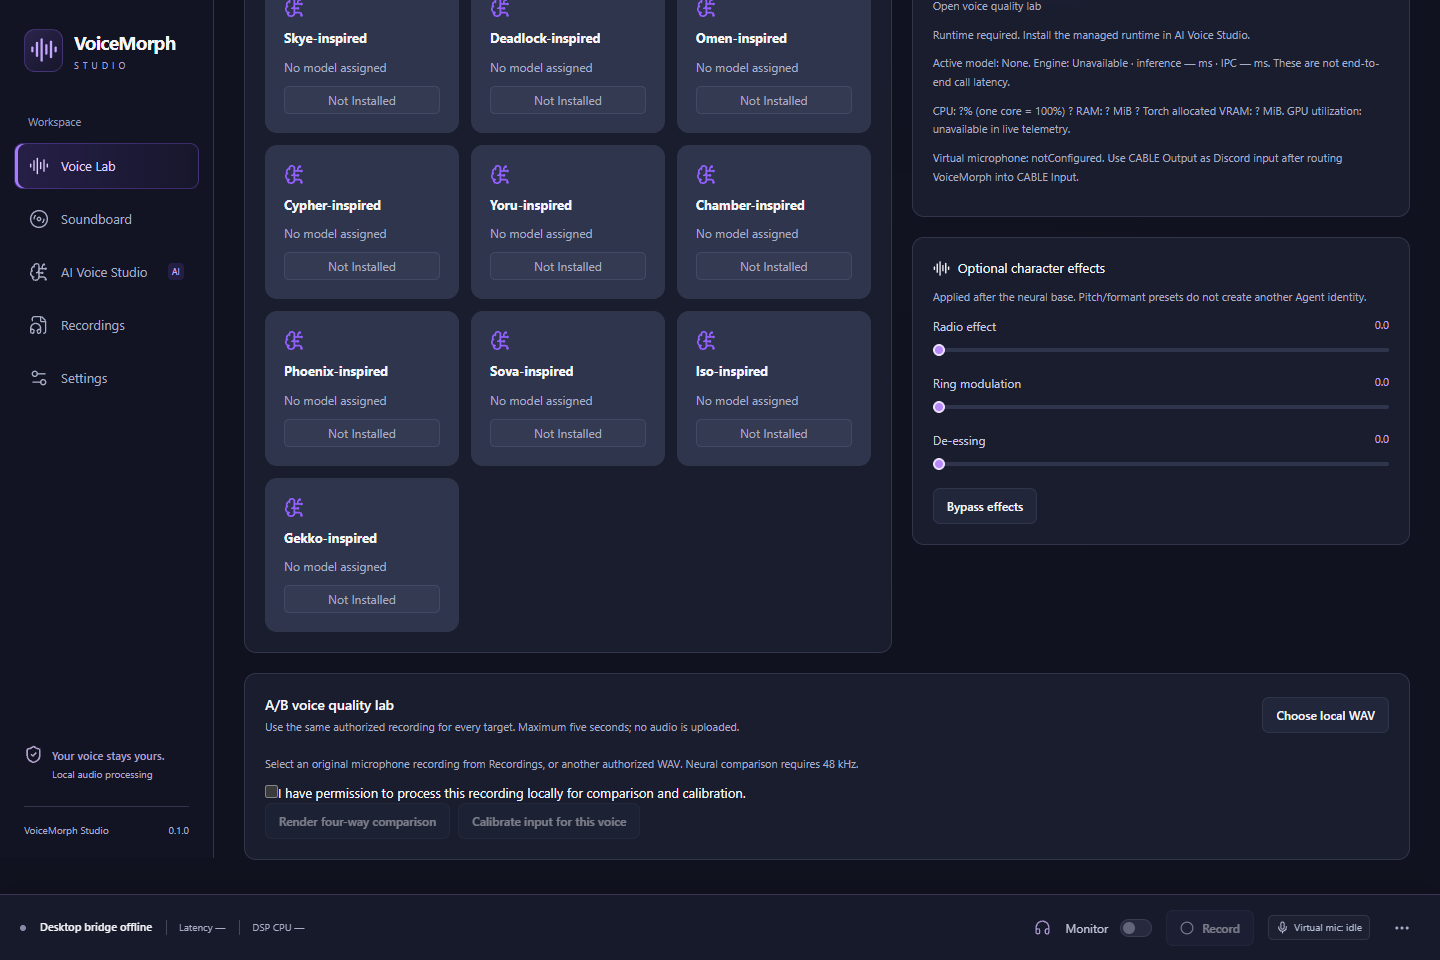 VoiceMorph
STUDIO
Workspace
Voice Lab
Soundboard
AI Voice Studio AI
Recordings
Settings
Your voice stays yours.
Local audio processing
VoiceMorph Studio 0.1.0
Skye-inspired
No model assigned
Not Installed
Deadlock-inspired
No model assigned
Not Installed
Omen-inspired
No model assigned
Not Installed
Cypher-inspired
No model assigned
Not Installed
Yoru-inspired
No model assigned
Not Installed
Chamber-inspired
No model assigned
Not Installed
Phoenix-inspired
No model assigned
Not Installed
Sova-inspired
No model assigned
Not Installed
Iso-inspired
No model assigned
Not Installed
Gekko-inspired
No model assigned
Not Installed
Open voice quality lab
Runtime required. Install the managed runtime in AI Voice Studio.
Active model: None. Engine: Unavailable · inference — ms · IPC — ms. These are not end-to-
end call latency.
CPU: ?% (one core = 100%) ? RAM: ? MiB ? Torch allocated VRAM: ? MiB. GPU utilization:
unavailable in live telemetry.
Virtual microphone: notConfigured. Use CABLE Output as Discord input after routing
VoiceMorph into CABLE Input.
Optional character effects
Applied after the neural base. Pitch/formant presets do not create another Agent identity.
Radio effect 0.0
Ring modulation 0.0
De-essing 0.0
Bypass effects
A/B voice quality lab
Use the same authorized recording for every target. Maximum five seconds; no audio is uploaded.
Choose local WAV
Select an original microphone recording from Recordings, or another authorized WAV. Neural comparison requires 48 kHz.
I have permission to process this recording locally for comparison and calibration.
Render four-way comparison Calibrate input for this voice
Desktop bridge offline Latency — DSP CPU — Monitor Record Virtual mic: idle